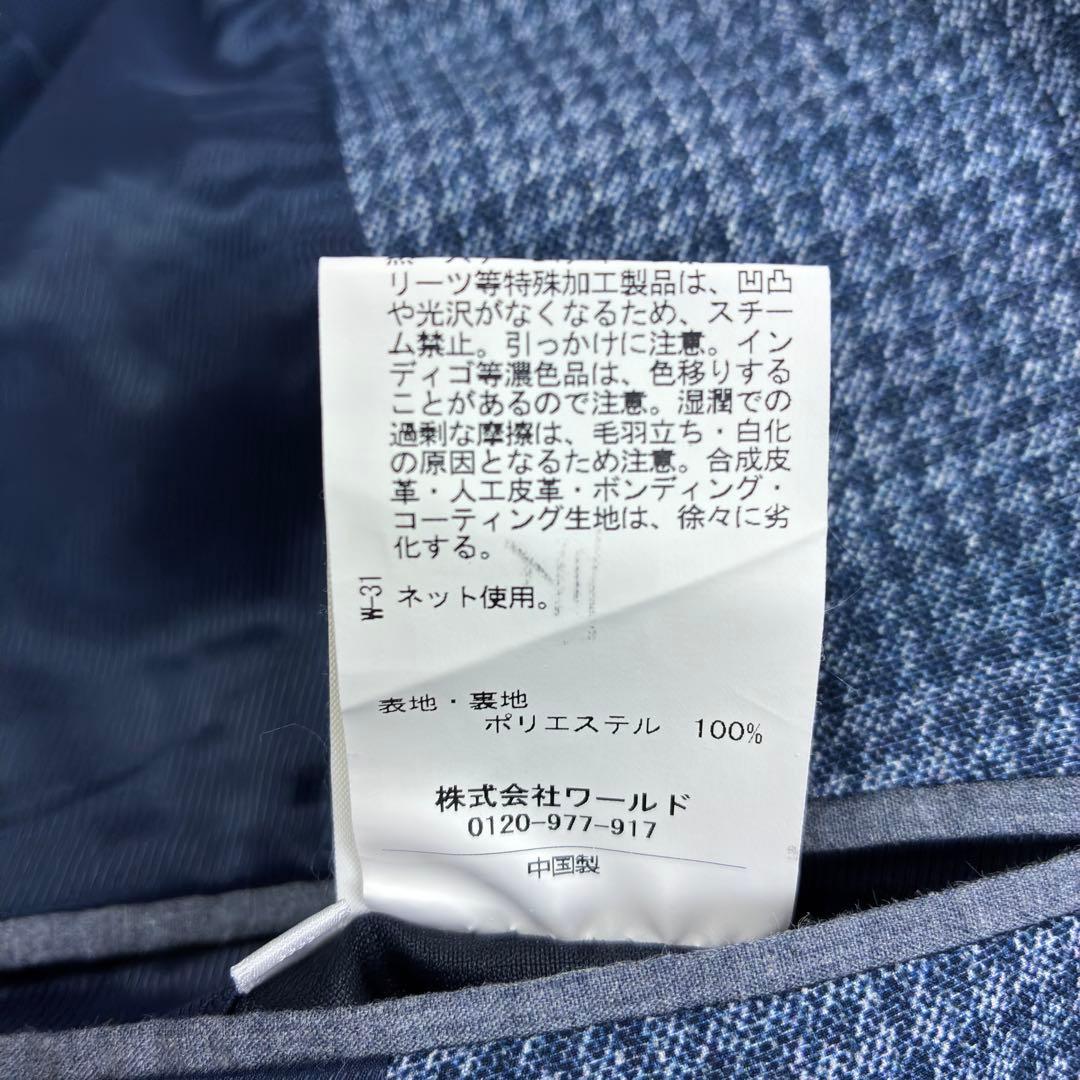 リーツ等特殊加工製品は、凹凸
や光沢がなくなるため、スチー
ム禁止。引っかけに注意。イン
ディゴ等濃色品は、色移りする
ことがあるので注意。湿潤での
過剰な摩擦は、毛羽立ち・白化
の原因となるため注意。合成皮
革・人工皮革・ボンディング・
コーティング生地は、徐々に劣
化する。
W-31 ネット使用。
表地・裏地
ポリエステル 100%
株式会社ワールド
0120-977-917
中国製